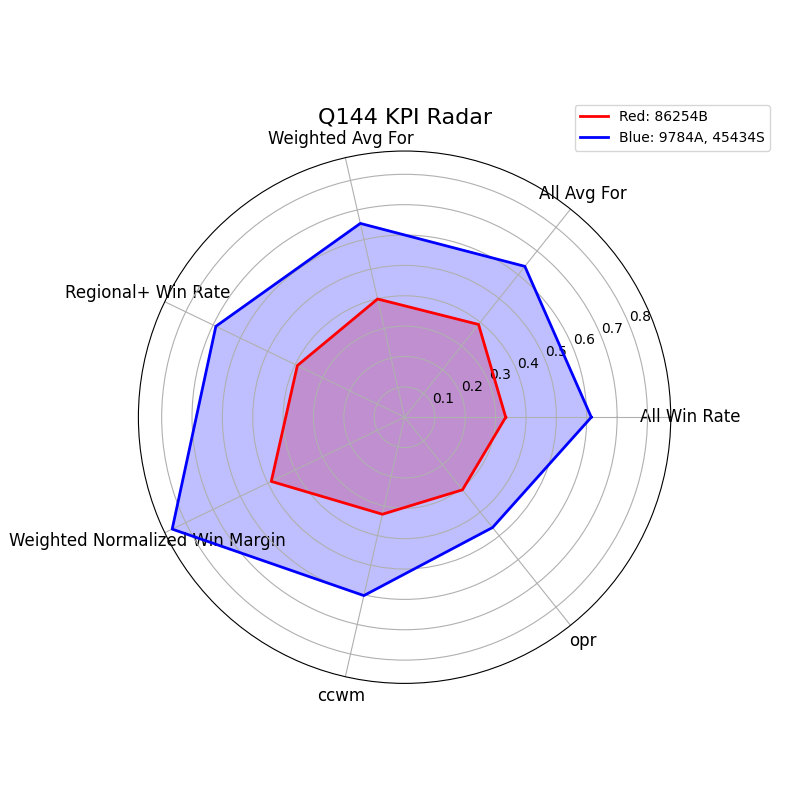 Q144 KPI Radar
Red: 86254B
Blue: 9784A, 45434S
Weighted Avg For
All Avg For
Regional+ Win Rate
0.8
0.7
0.6
0.5
0.4
0.3
0.2
0.1
All Win Rate
Weighted Normalized Win Margin
opr
ccwm